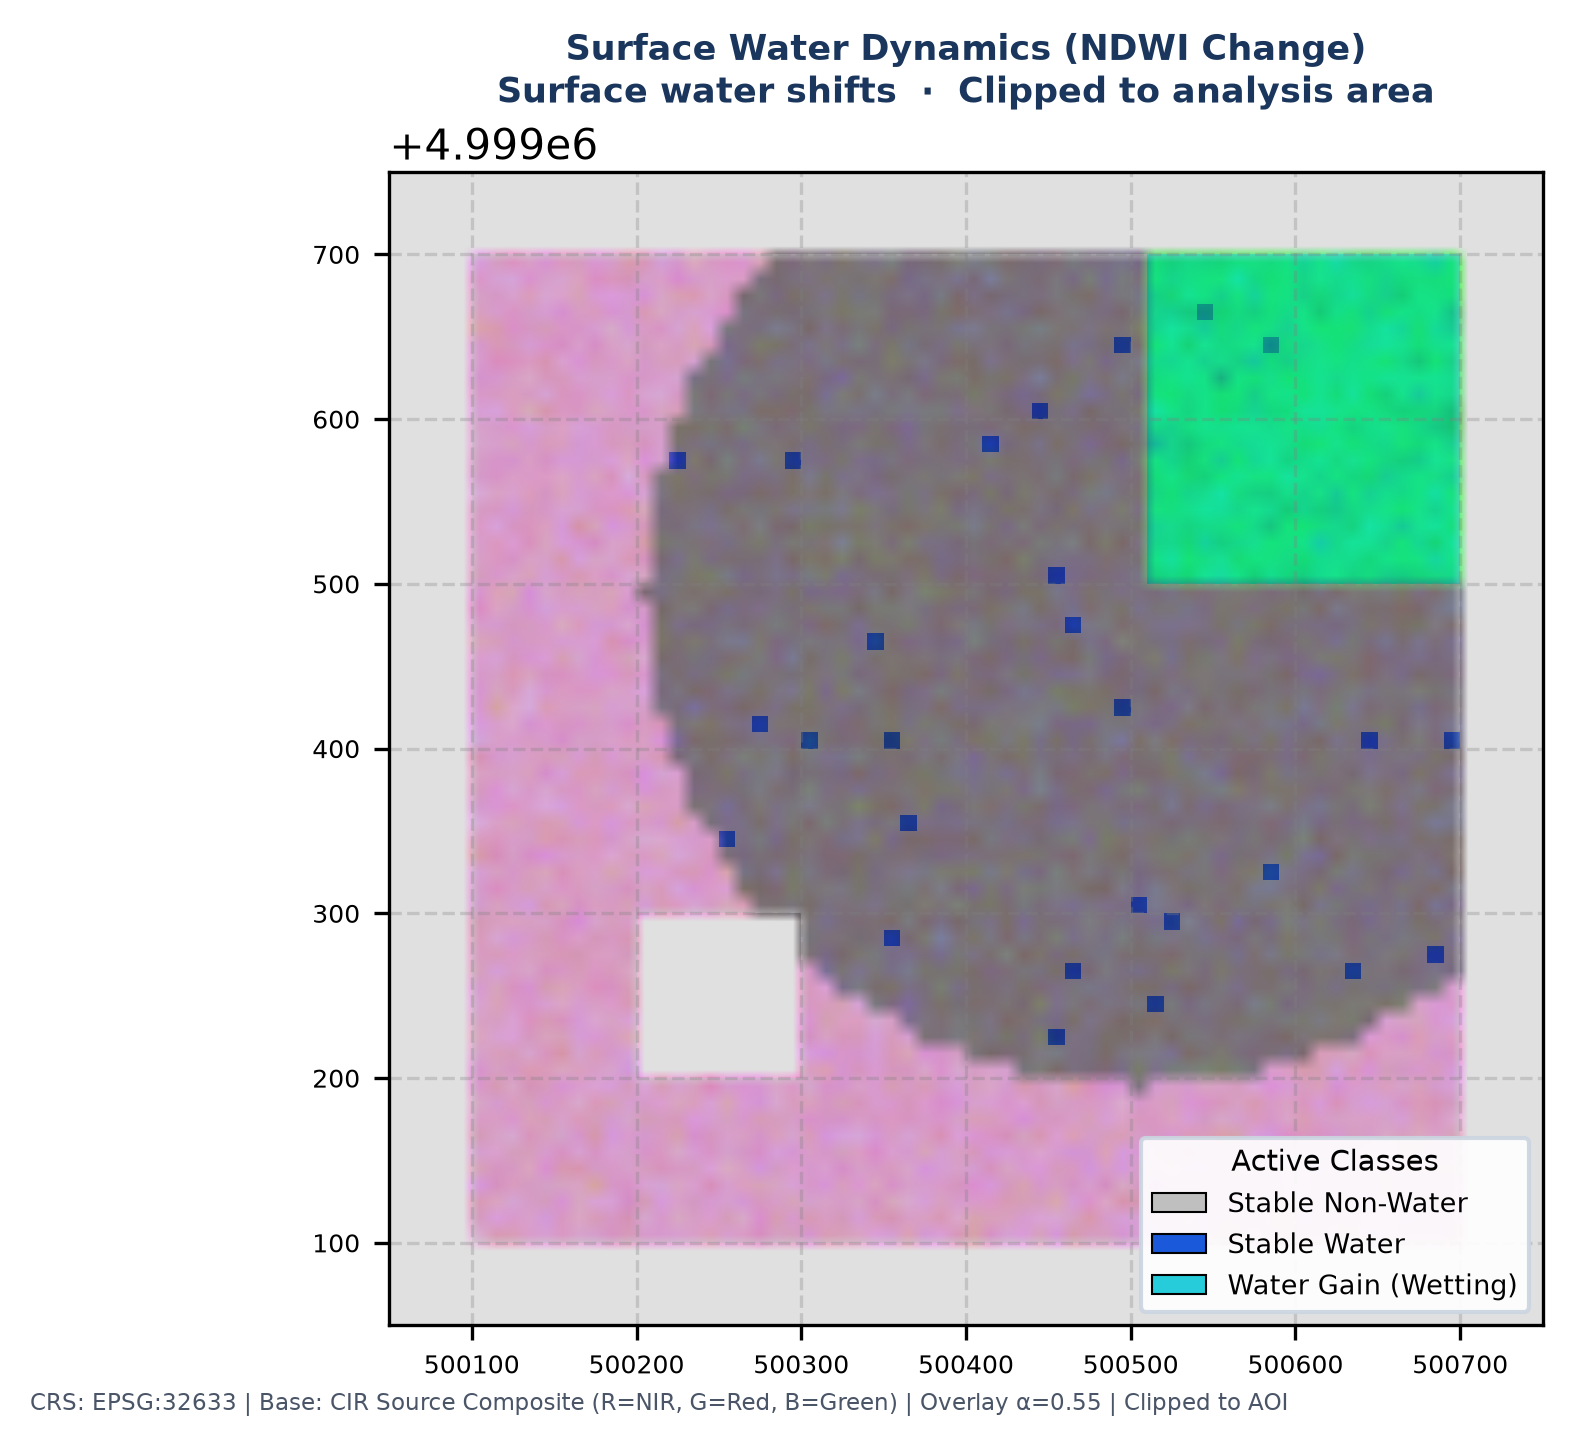 Surface Water Dynamics (NDWI Change)
Surface water shifts · Clipped to analysis area
+4.999e6
700
600
500
400
300
200
100
Active Classes
Stable Non-Water
Stable Water
Water Gain (Wetting)
500100 500200 500300 500400 500500 500600 500700
CRS: EPSG:32633 | Base: CIR Source Composite (R=NIR, G=Red, B=Green) | Overlay α=0.55 | Clipped to AOI